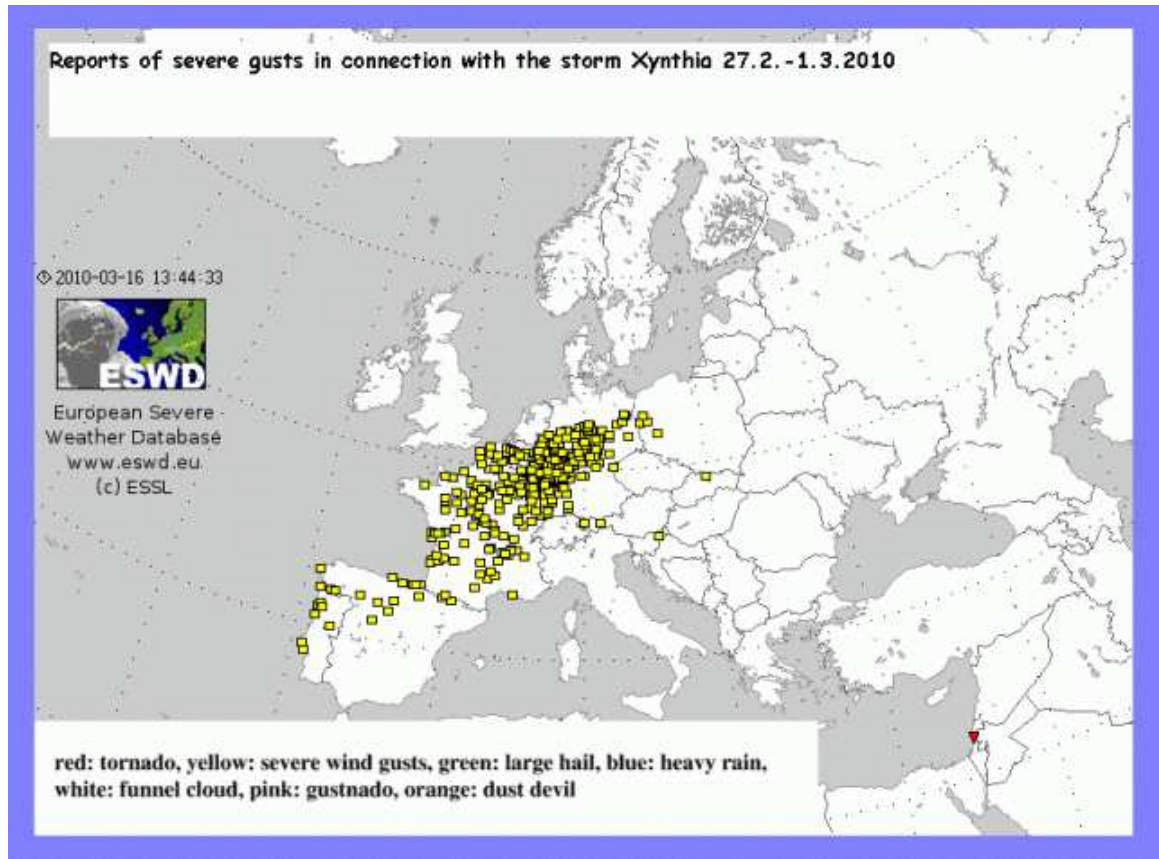 Reports of severe gusts in connection with the storm Xynthia 27.2.-1.3.2010
2010-03-16 13:44:33
ESWD
European Severe
Weather Database
www.eswd.eu
(c) ESSL
red: tornado, yellow: severe wind gusts, green: large hail, blue: heavy rain,
white: funnel cloud, pink: gustnado, orange: dust devil